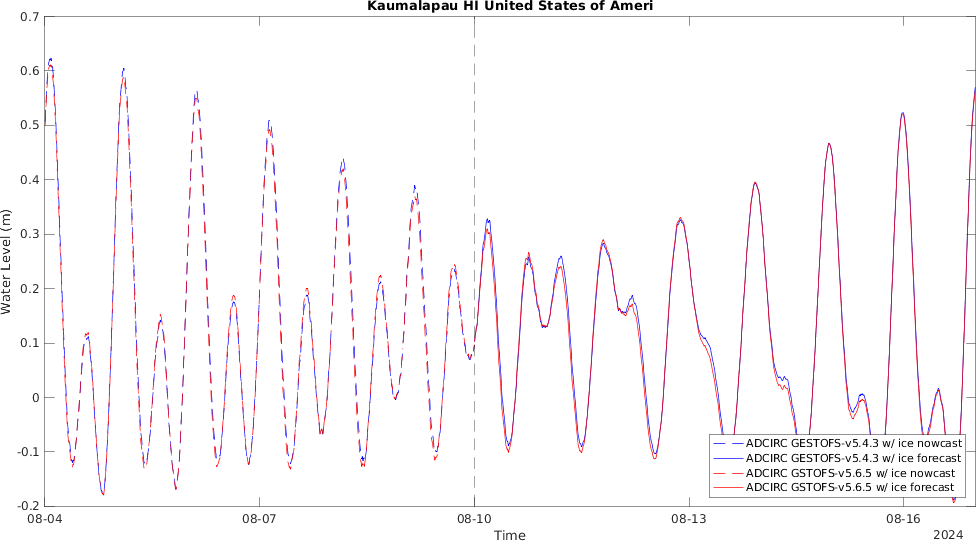 Kaumalapau HI United States of Ameri
0.7
0.6
0.5
0.4
0.3
0.2
0.1
0
-0.1
-0.2
Water Level (m)
08-04
08-07
08-10
08-13
08-16
Time
2024
ADCIRC GESTOFS-v5.4.3 w/ ice nowcast
ADCIRC GESTOFS-v5.4.3 w/ ice forecast
ADCIRC GSTOFS-v5.6.5 w/ ice nowcast
ADCIRC GSTOFS-v5.6.5 w/ ice forecast